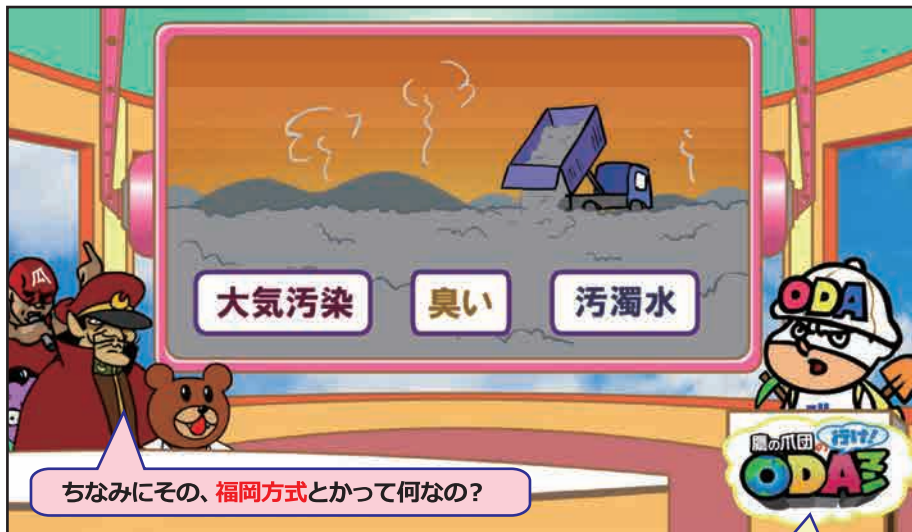 大気汚染
臭い
汚濁水
爪
ODA
鷹の爪団の行け!
ODAマン
ちなみにその、福岡方式とかって何なの?